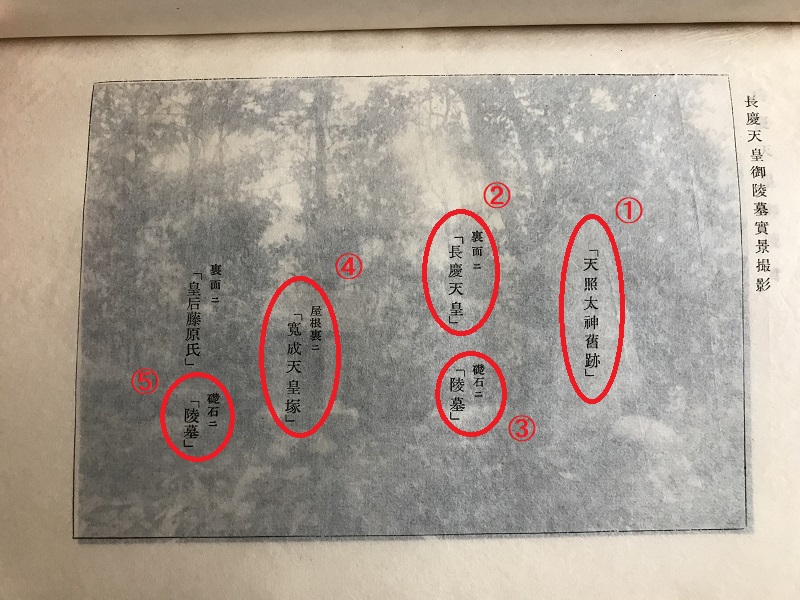 長慶天皇御陵墓實景撮影
①
「天照太神舊跡」
②
裏面ニ
「長慶天皇」
礎石ニ
「陵墓」
③
④
屋根裏ニ
「寬成天皇塚」
裏面ニ
「皇后藤原氏」
⑤
礎石ニ
「陵墓」